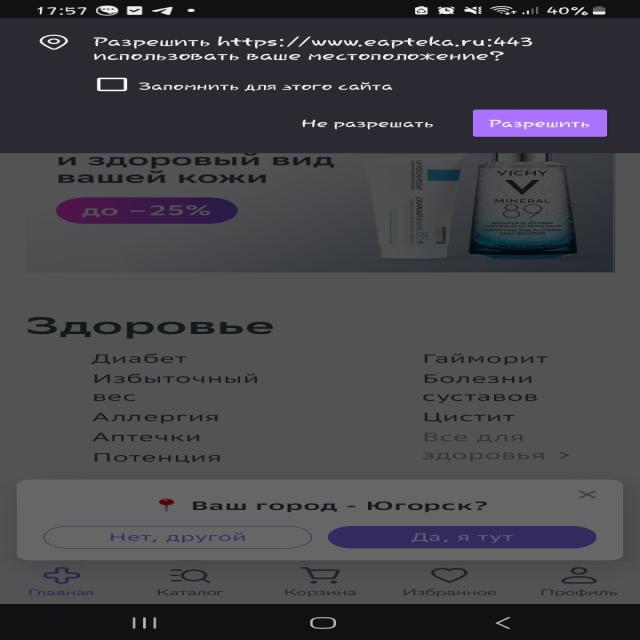 17:57
40%
Разрешить https://www.eapteka.ru:443
использовать ваше местоположение?
Запомнить для этого сайта
Не разрешать
Разрешить
и здоровый вид
вашей кожи
до −25%
VICHY
MINÉRAL
89
Здоровье
Диабет
Избыточный
вес
Аллергия
Аптечки
Потенция
Гайморит
Болезни
суставов
Цистит
Все для
здоровья >
Ваш город - Югорск?
Нет, другой
Да, я тут
Главная
Каталог
Корзина
Избранное
Профиль